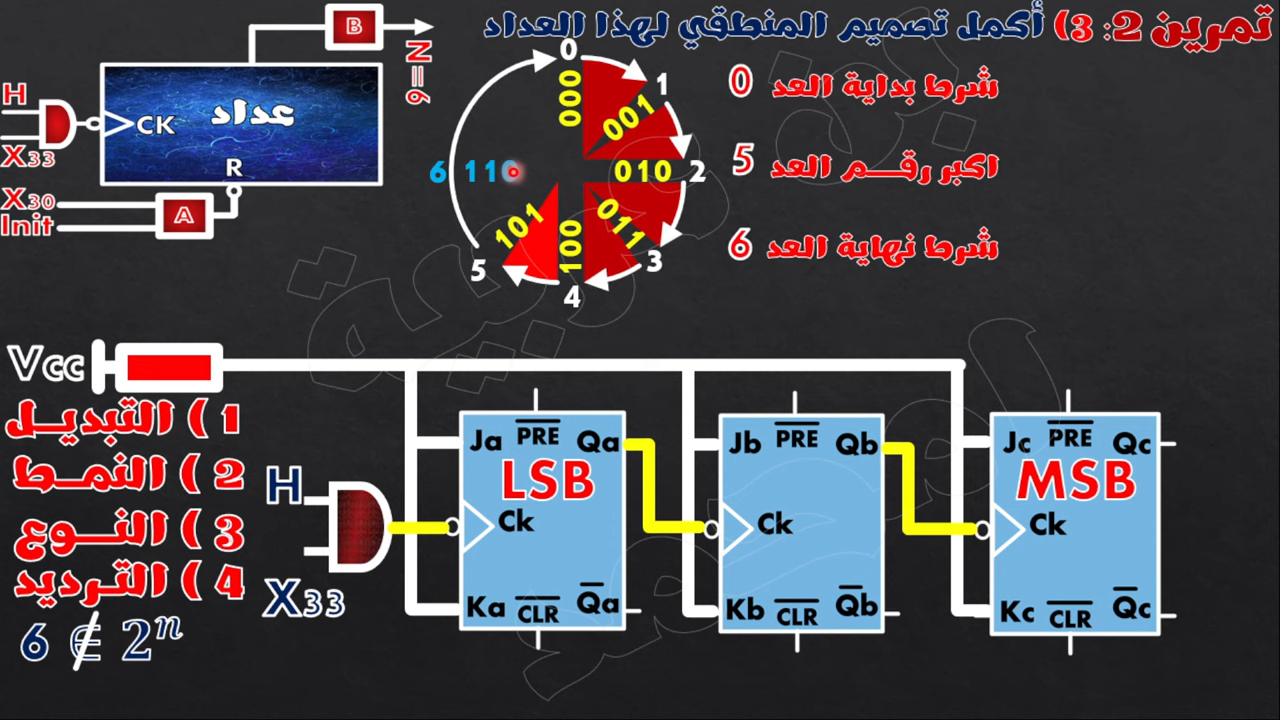 تمرين 2: 3) أكمل تصميم المنطقي لهذا العداد
B
N=6
H
X33
CK
عداد
R
X30
Init
A
0
000
1
001
2
010
3
011
4
100
5
101
6 11
شرط بداية العد 0
اكبر رقم العد 5
شرط نهاية العد 6
Vcc
1 ) التبديل
2 ) النمط
3 ) النوع
4 ) الترديد
6 ∉ 2ⁿ
H
X33
Ja PRE Qa
LSB
Ck
Ka CLR Qa
Jb PRE Qb
Ck
Kb CLR Qb
Jc PRE Qc
MSB
Ck
Kc CLR Qc